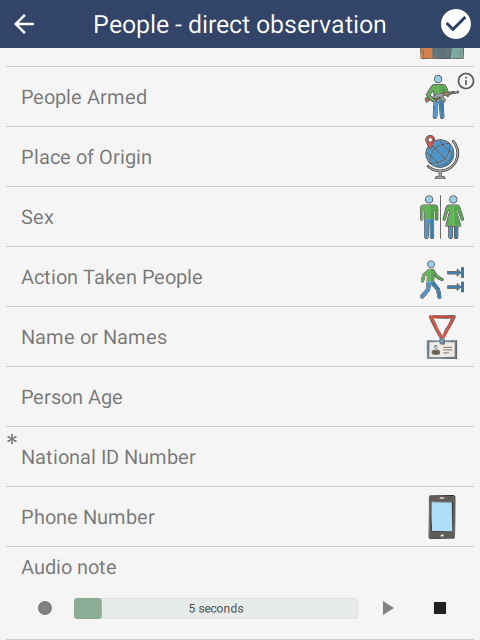 People - direct observation
People Armed
Place of Origin
Sex
Action Taken People
Name or Names
Person Age
*
National ID Number
Phone Number
Audio note
5 seconds